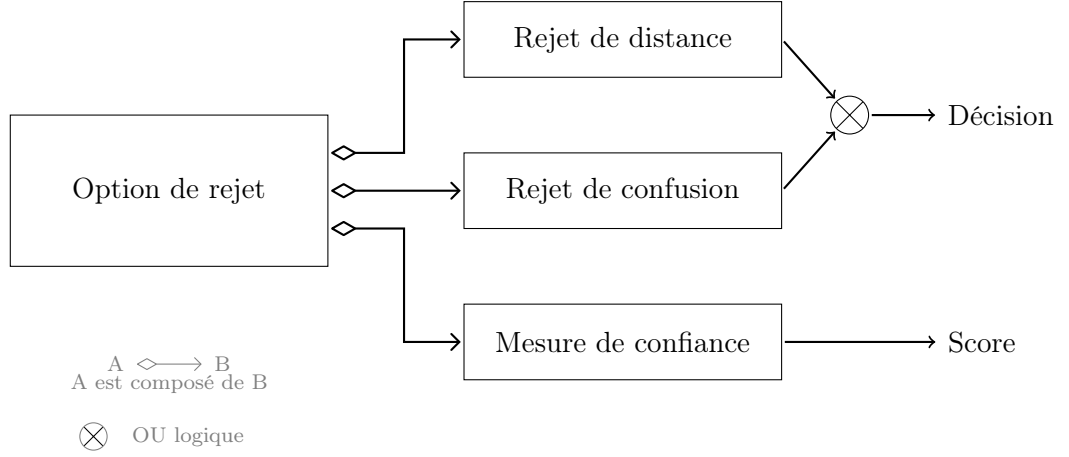 Rejet de distance
Décision
Option de rejet
Rejet de confusion
Mesure de confiance
Score
A B
A est composé de B
OU logique